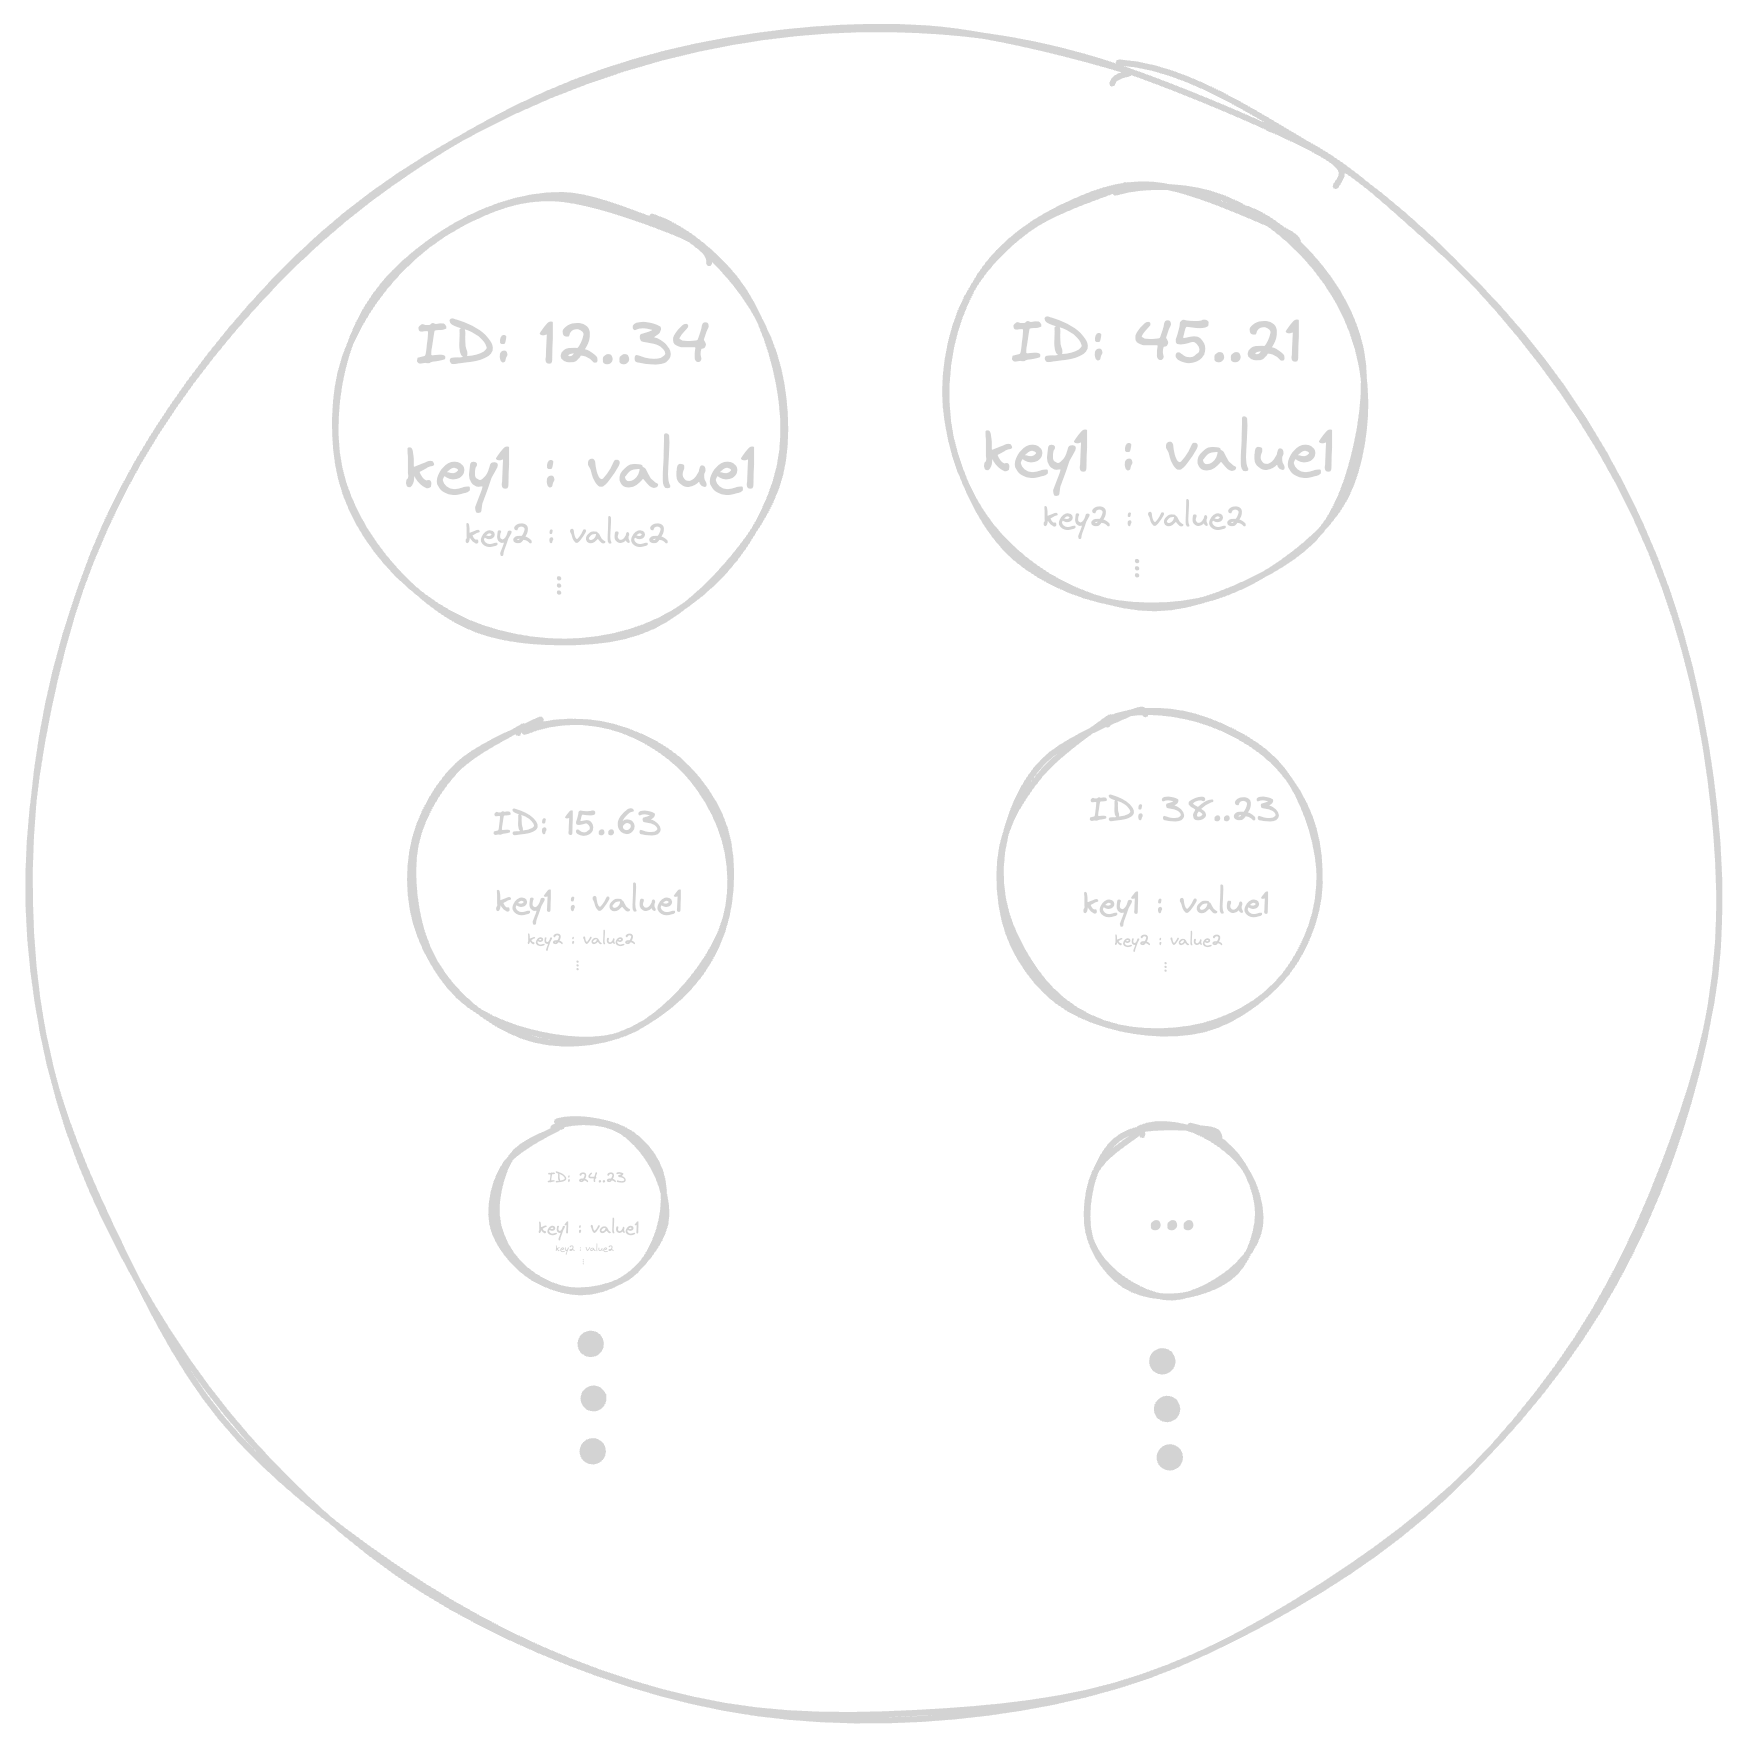 ID: 12..34
key1 : value1
key2 : value2
⋮
ID: 45..21
key1 : value1
key2 : value2
⋮
ID: 15..63
key1 : value1
key2 : value2
⋮
ID: 38..23
key1 : value1
key2 : value2
⋮
ID: 24..23
key1 : value1
key2 : value2
⋮
...